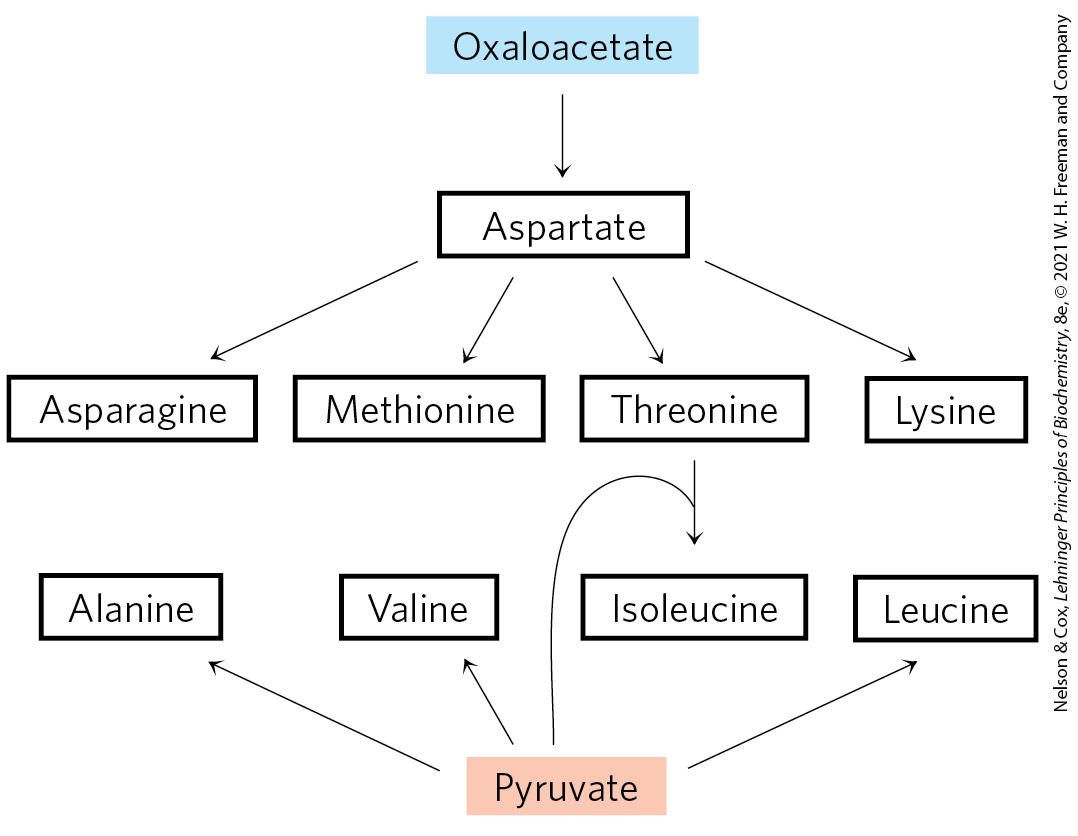 Oxaloacetate
Aspartate
Asparagine
Methionine
Threonine
Lysine
Alanine
Valine
Isoleucine
Leucine
Pyruvate
Nelson & Cox, Lehninger Principles of Biochemistry, 8e, © 2021 W. H. Freeman and Company